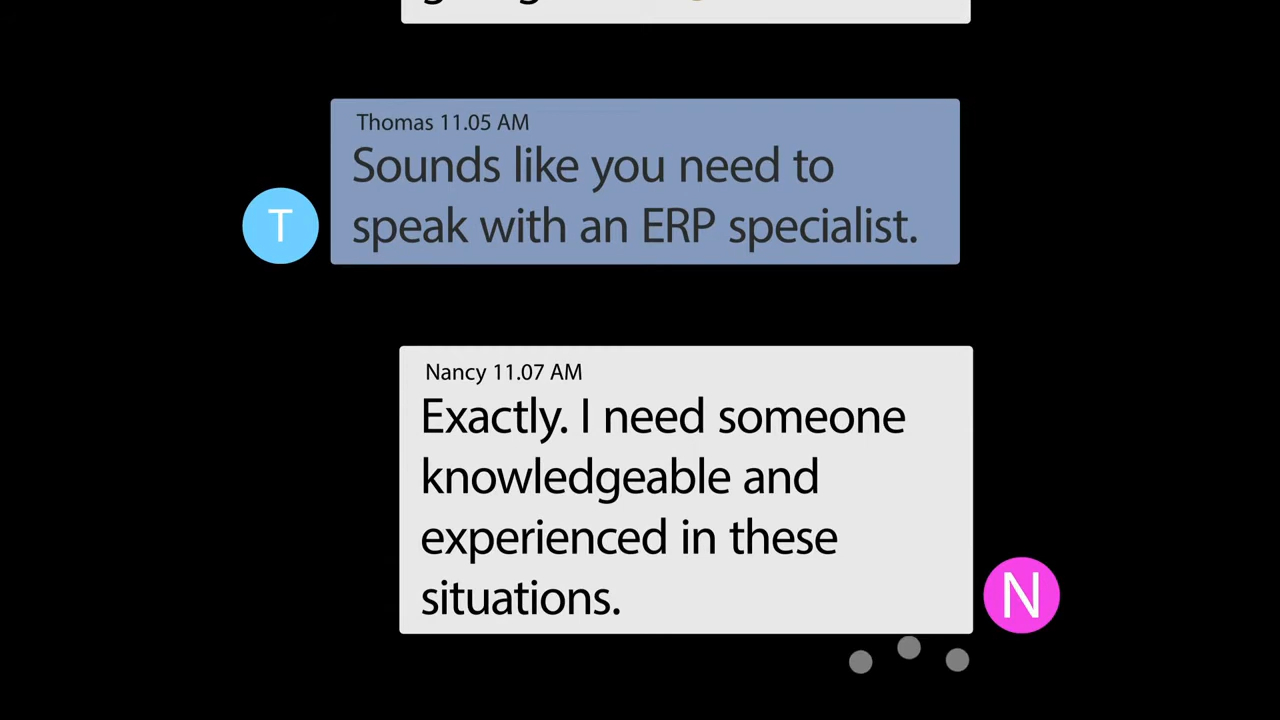 Thomas 11.05 AM
Sounds like you need to
speak with an ERP specialist.
T
Nancy 11.07 AM
Exactly. I need someone
knowledgeable and
experienced in these
situations.
N